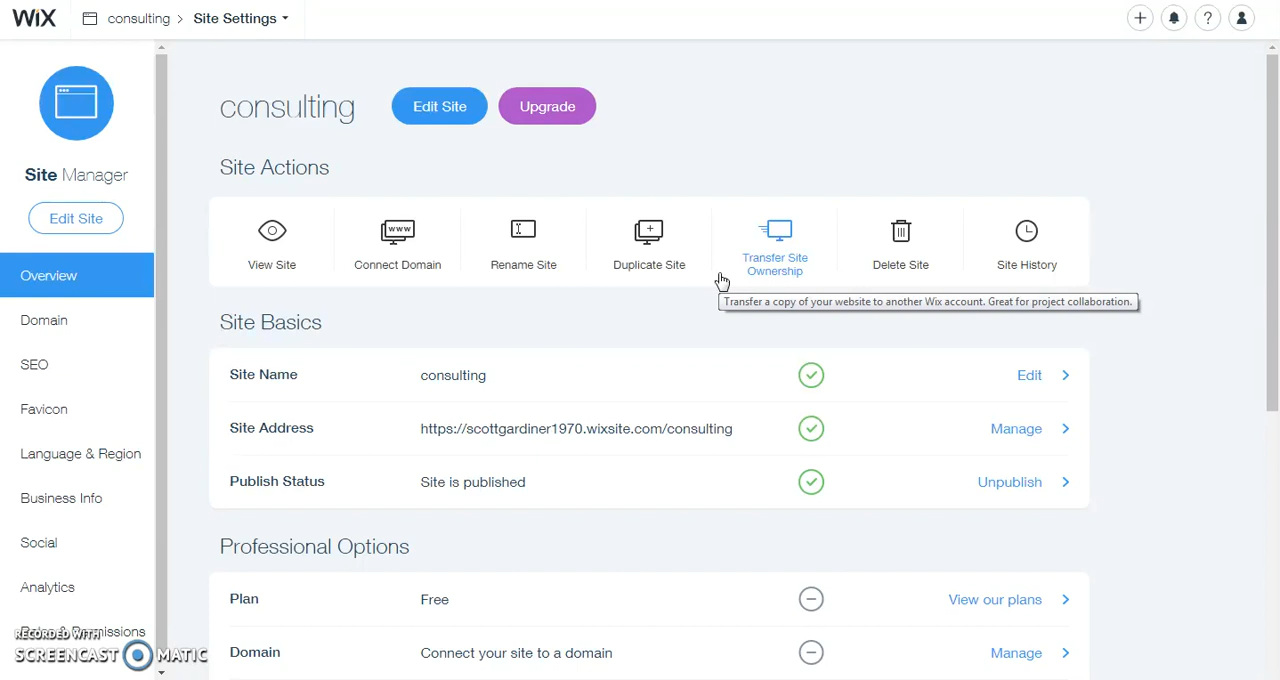 WiX consulting > Site Settings
consulting Edit Site Upgrade
Site Manager
Edit Site
Overview
Domain
SEO
Favicon
Language & Region
Business Info
Social
Analytics
Roles & Permissions
RECORDED WITH
SCREENCAST MATIC
Site Actions
View Site
www
Connect Domain
Rename Site
Duplicate Site
Transfer Site
Ownership
Delete Site
Site History
Transfer a copy of your website to another Wix account. Great for project collaboration.
Site Basics
Site Name consulting Edit >
Site Address https://scottgardiner1970.wixsite.com/consulting Manage >
Publish Status Site is published Unpublish >
Professional Options
Plan Free View our plans >
Domain Connect your site to a domain Manage >